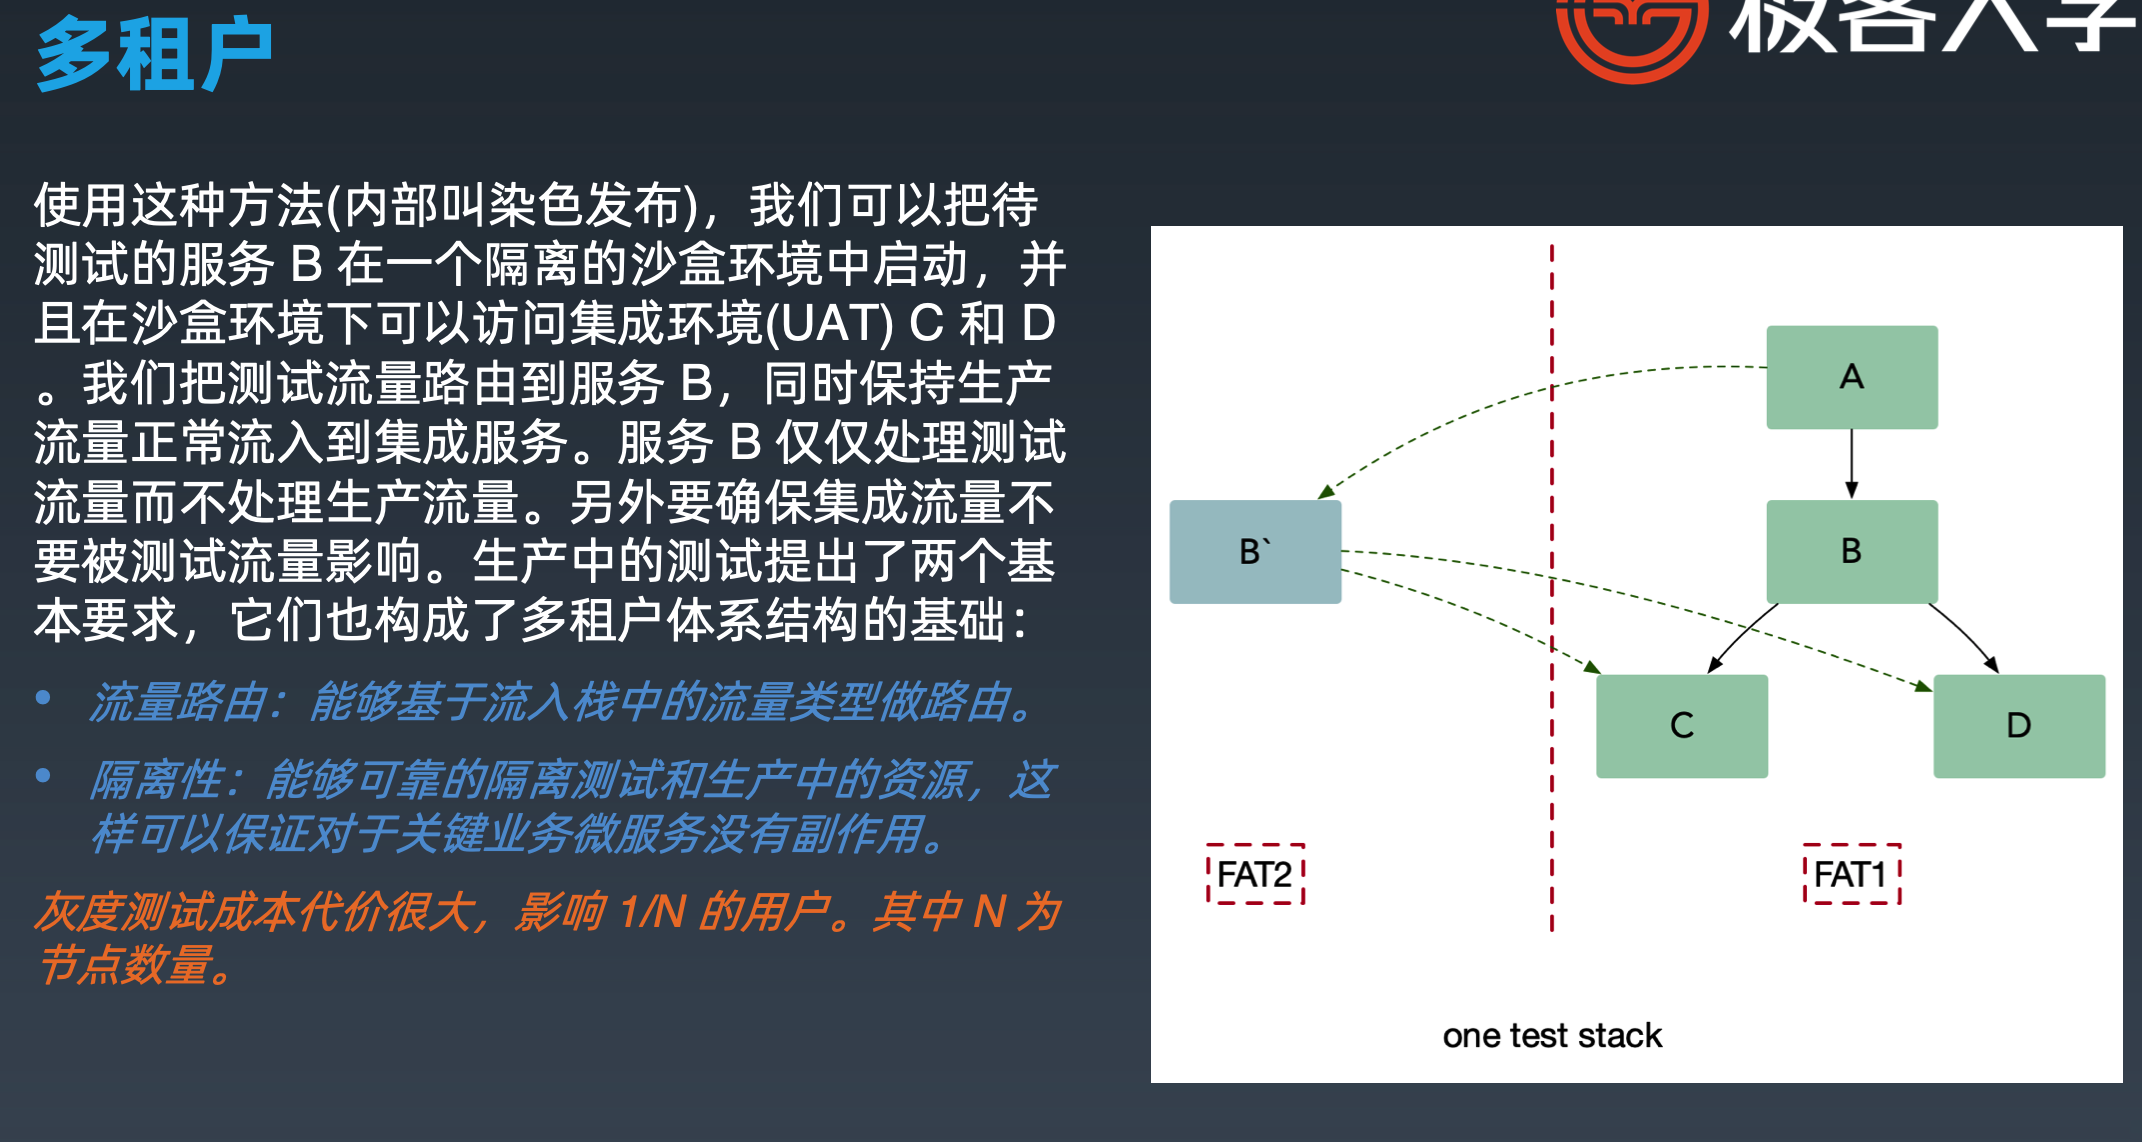 多租户
使用这种方法(内部叫染色发布)，我们可以把待
测试的服务 B 在一个隔离的沙盒环境中启动，并
且在沙盒环境下可以访问集成环境(UAT) C 和 D
。我们把测试流量路由到服务 B，同时保持生产
流量正常流入到集成服务。服务 B 仅仅处理测试
流量而不处理生产流量。另外要确保集成流量不
要被测试流量影响。生产中的测试提出了两个基
本要求，它们也构成了多租户体系结构的基础：
• 流量路由：能够基于流入栈中的流量类型做路由。
• 隔离性：能够可靠的隔离测试和生产中的资源，这
样可以保证对于关键业务微服务没有副作用。
灰度测试成本代价很大，影响 1/N 的用户。其中 N 为
节点数量。
极客大学
A
B`
B
C
D
FAT2
FAT1
one test stack